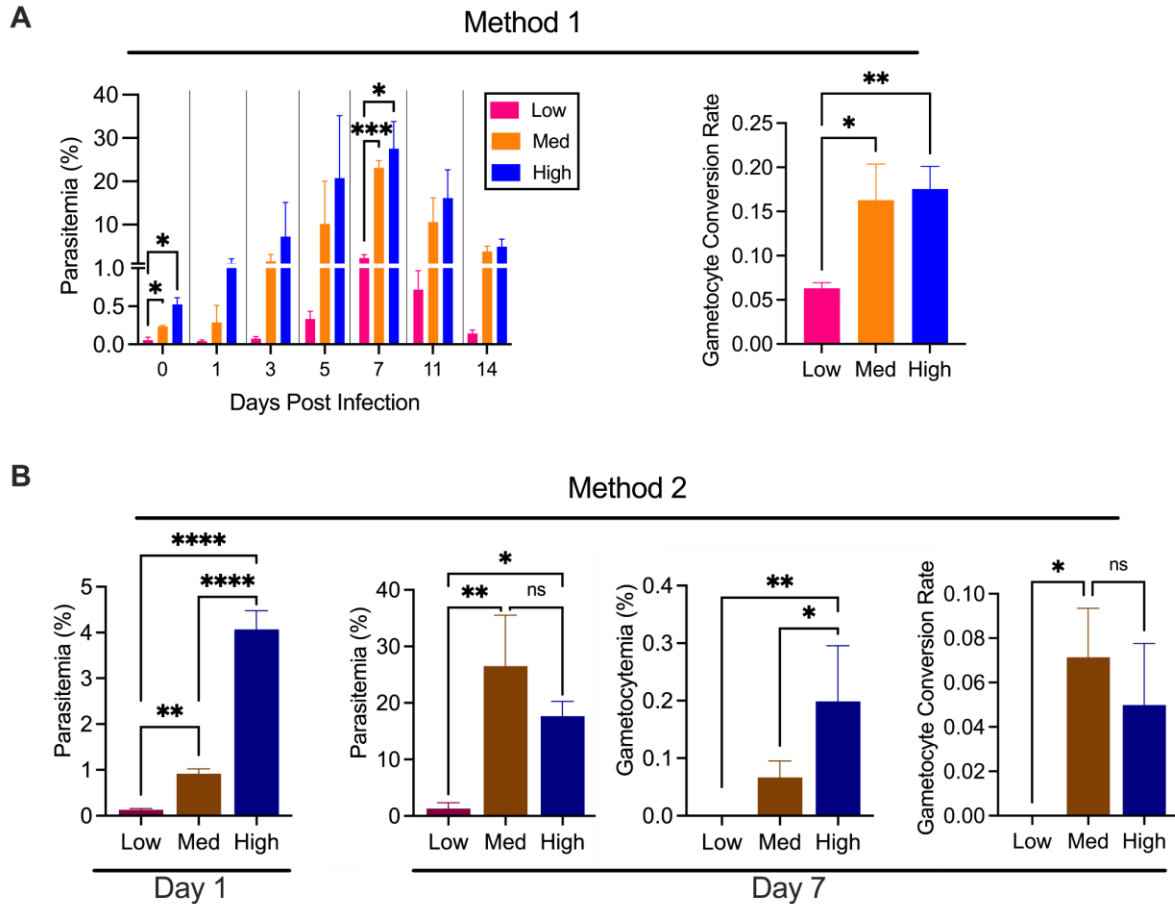 A
Method 1
Parasitemia (%)
40
30
20
10
1.0
0.5
0.0
*
*
***
*
0 1 3 5 7 11 14
Days Post Infection
Low
Med
High
Gametocyte Conversion Rate
0.25
0.20
0.15
0.10
0.05
0.00
**
*
Low Med High
B
Method 2
Parasitemia (%)
5
4
3
2
1
0
****
****
**
Low Med High
Day 1
Parasitemia (%)
40
30
20
10
0
*
**
ns
Low Med High
Gametocytemia (%)
0.4
0.3
0.2
0.1
0.0
**
*
Low Med High
Gametocyte Conversion Rate
0.10
0.08
0.06
0.04
0.02
0.00
*
ns
Low Med High
Day 7